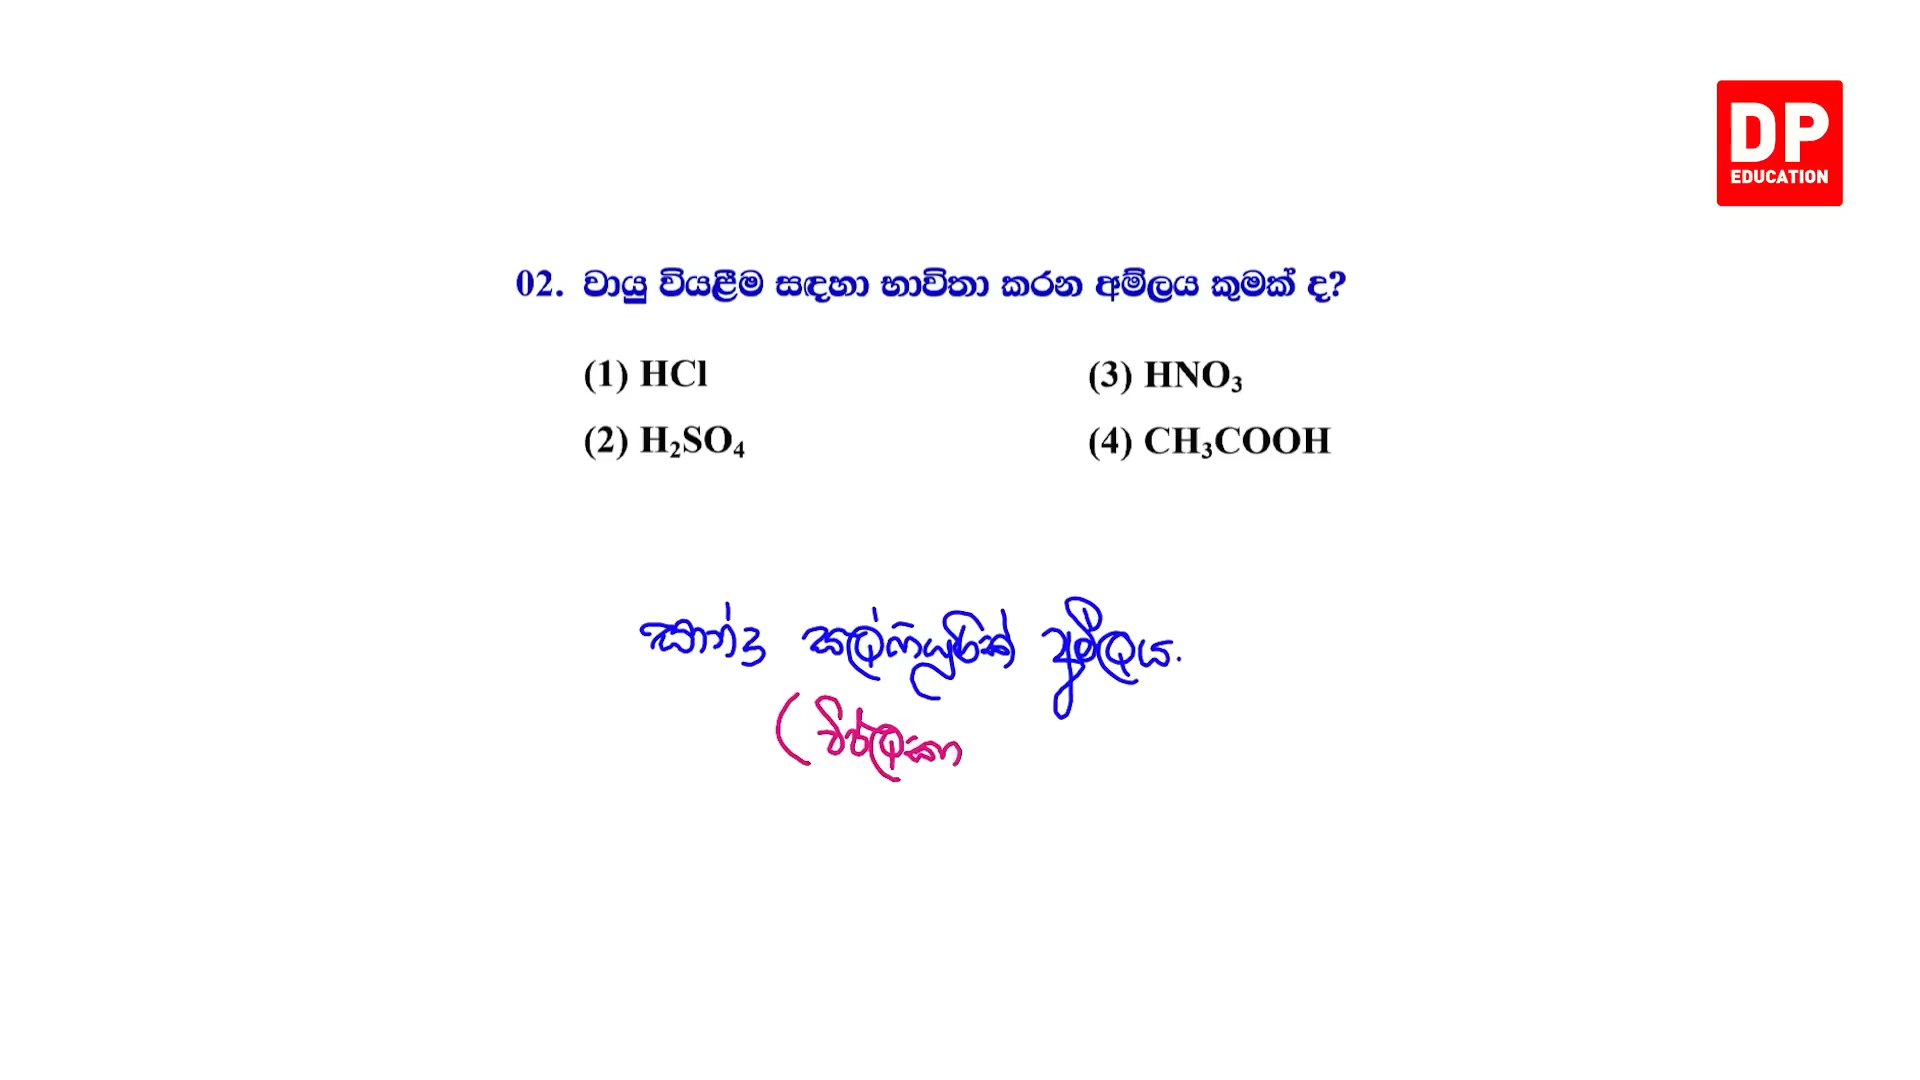 DP
EDUCATION
02. වායු වියළීම සඳහා භාවිතා කරන අම්ලය කුමක් ද?
(1) HCl
(3) HNO₃
(2) H₂SO₄
(4) CH₃COOH
සාන්ද්‍ර සල්ෆියුරික් අම්ලය.
(විජලකා